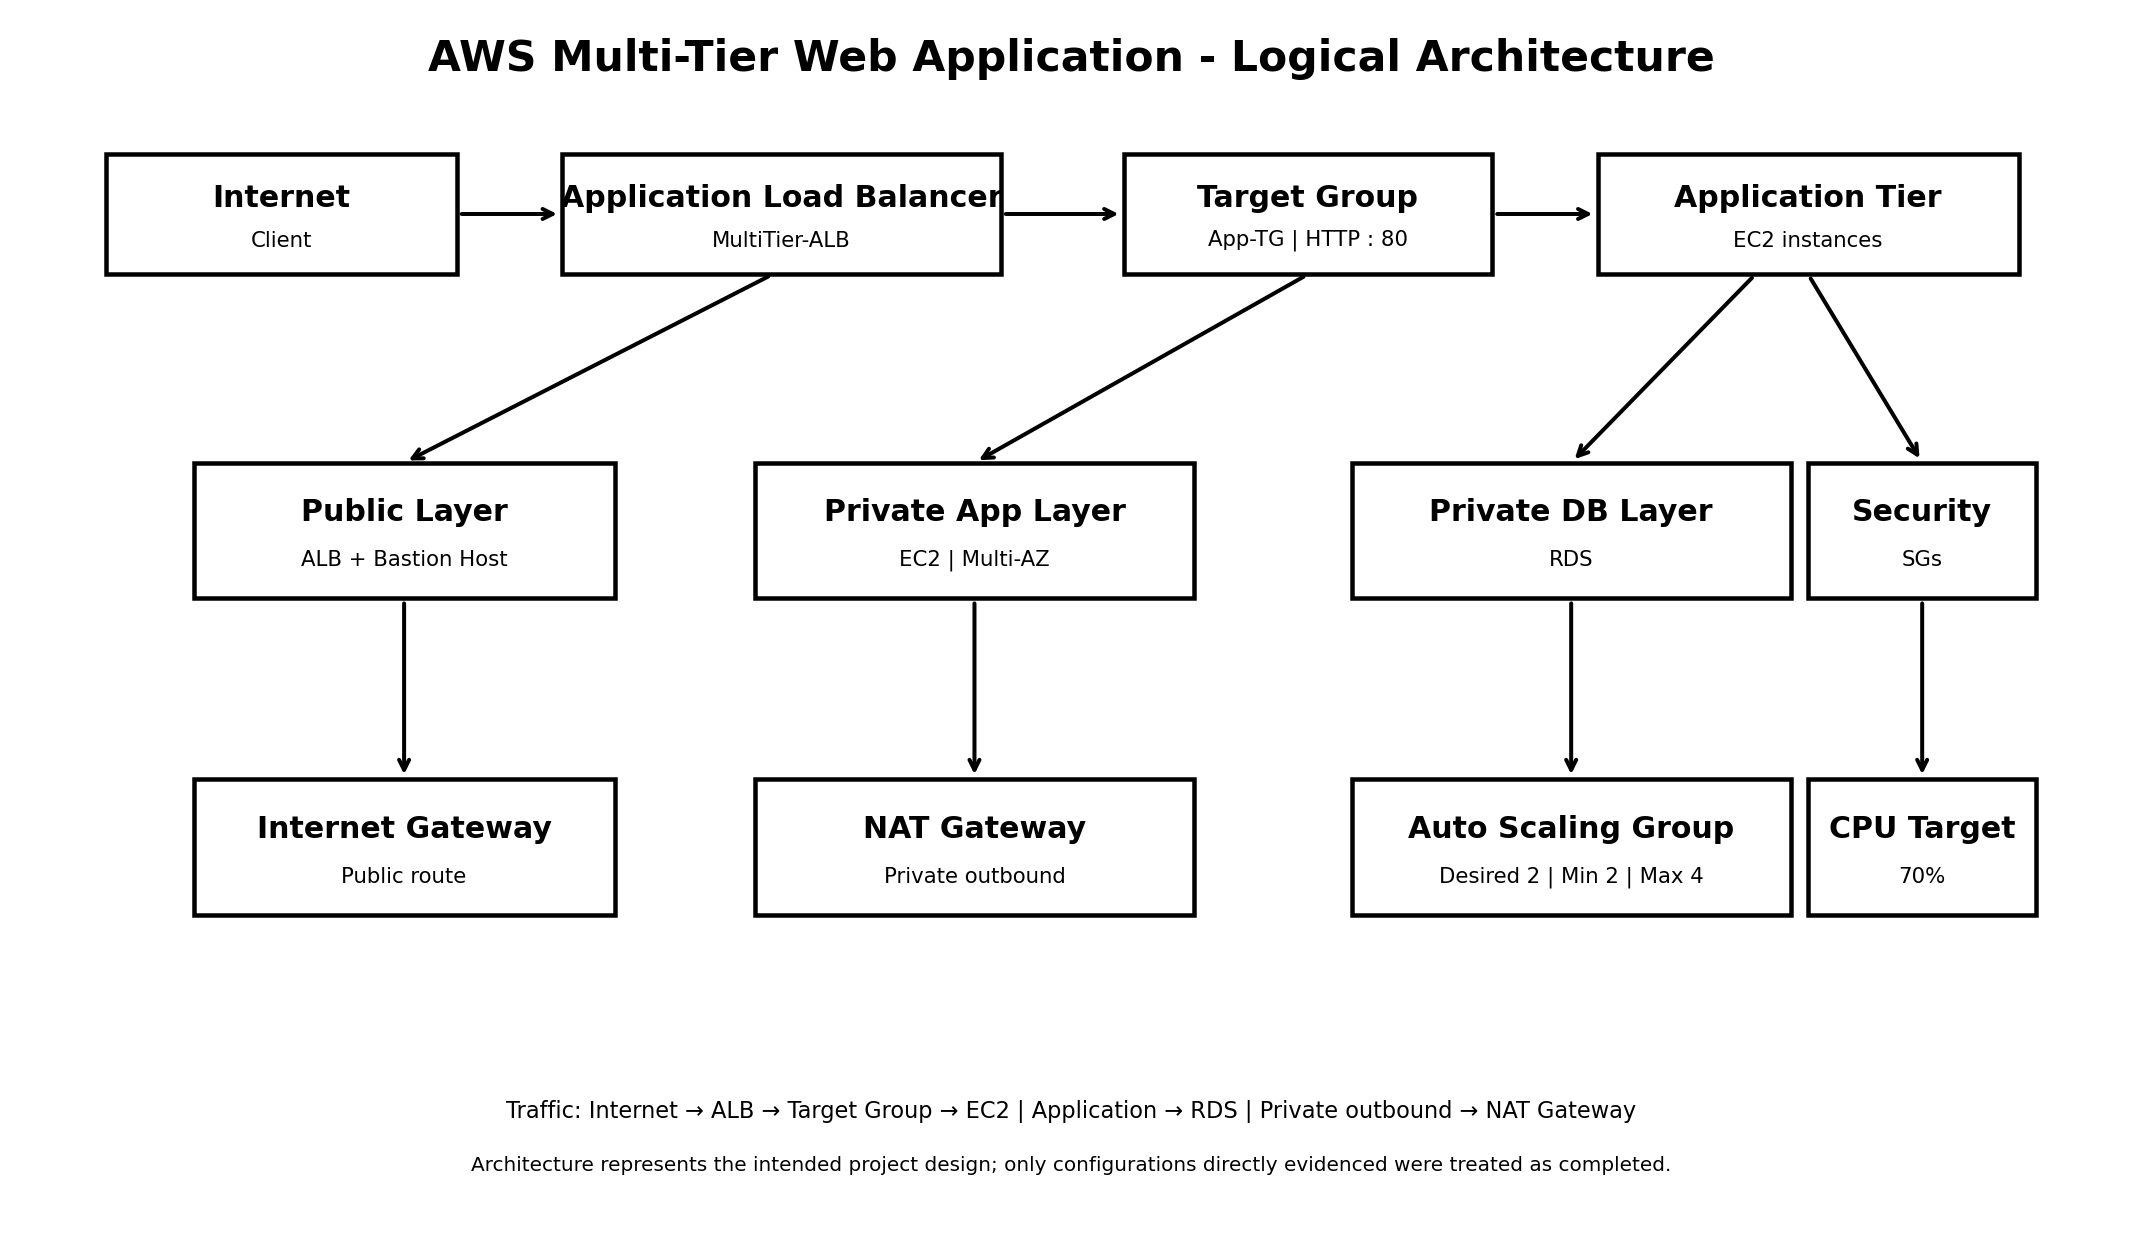 AWS Multi-Tier Web Application - Logical Architecture
Internet
Client
Application Load Balancer
MultiTier-ALB
Target Group
App-TG | HTTP : 80
Application Tier
EC2 instances
Public Layer
ALB + Bastion Host
Private App Layer
EC2 | Multi-AZ
Private DB Layer
RDS
Security
SGs
Internet Gateway
Public route
NAT Gateway
Private outbound
Auto Scaling Group
Desired 2 | Min 2 | Max 4
CPU Target
70%
Traffic: Internet → ALB → Target Group → EC2 | Application → RDS | Private outbound → NAT Gateway
Architecture represents the intended project design; only configurations directly evidenced were treated as completed.